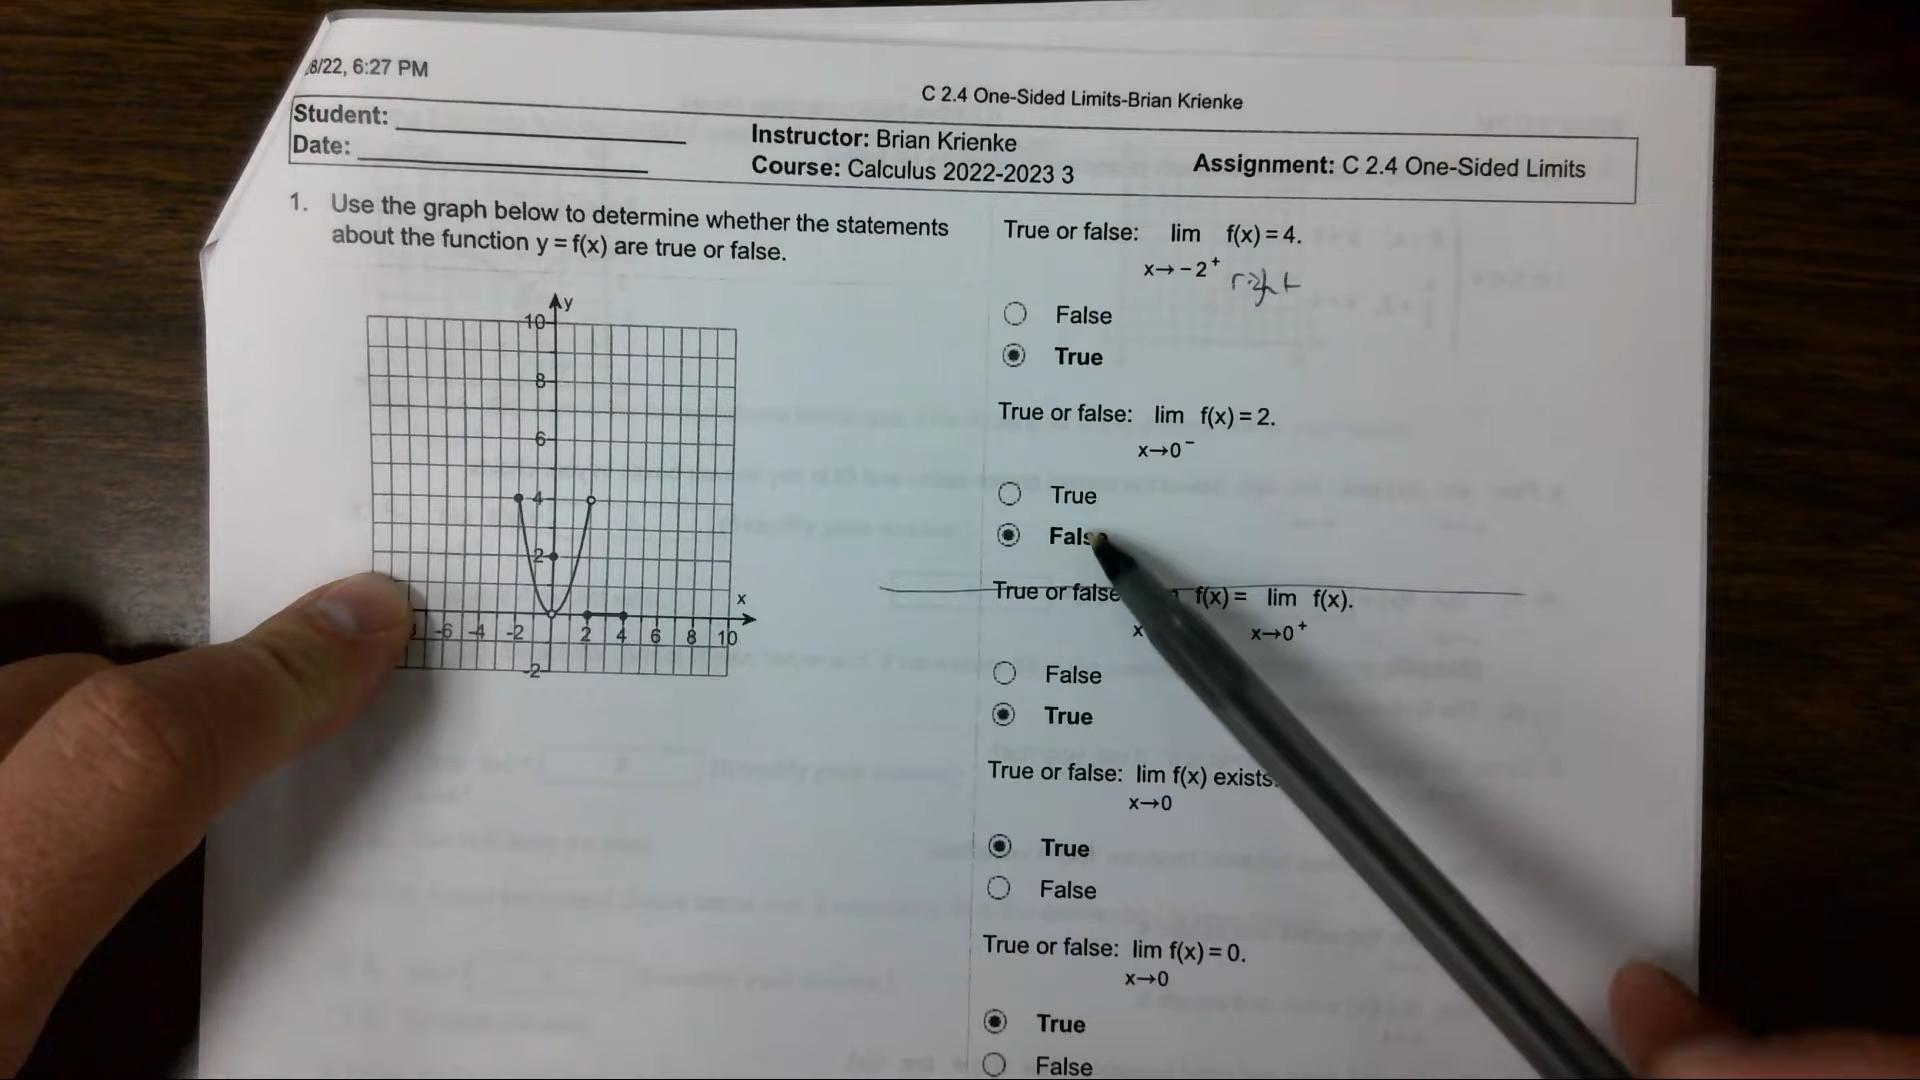 8/22, 6:27 PM
C 2.4 One-Sided Limits-Brian Krienke
Student:
Date:
Instructor: Brian Krienke
Course: Calculus 2022-2023 3
Assignment: C 2.4 One-Sided Limits
1. Use the graph below to determine whether the statements
about the function y = f(x) are true or false.
y
10
8
6
4
2
x
-6 -4 -2 2 4 6 8 10
-2
True or false: lim f(x) = 4.
x→ - 2⁺
right
False
True
True or false: lim f(x) = 2.
x→0⁻
True
False
True or false f(x) = lim f(x).
x x→0⁺
False
True
True or false: lim f(x) exists.
x→0
True
False
True or false: lim f(x) = 0.
x→0
True
False